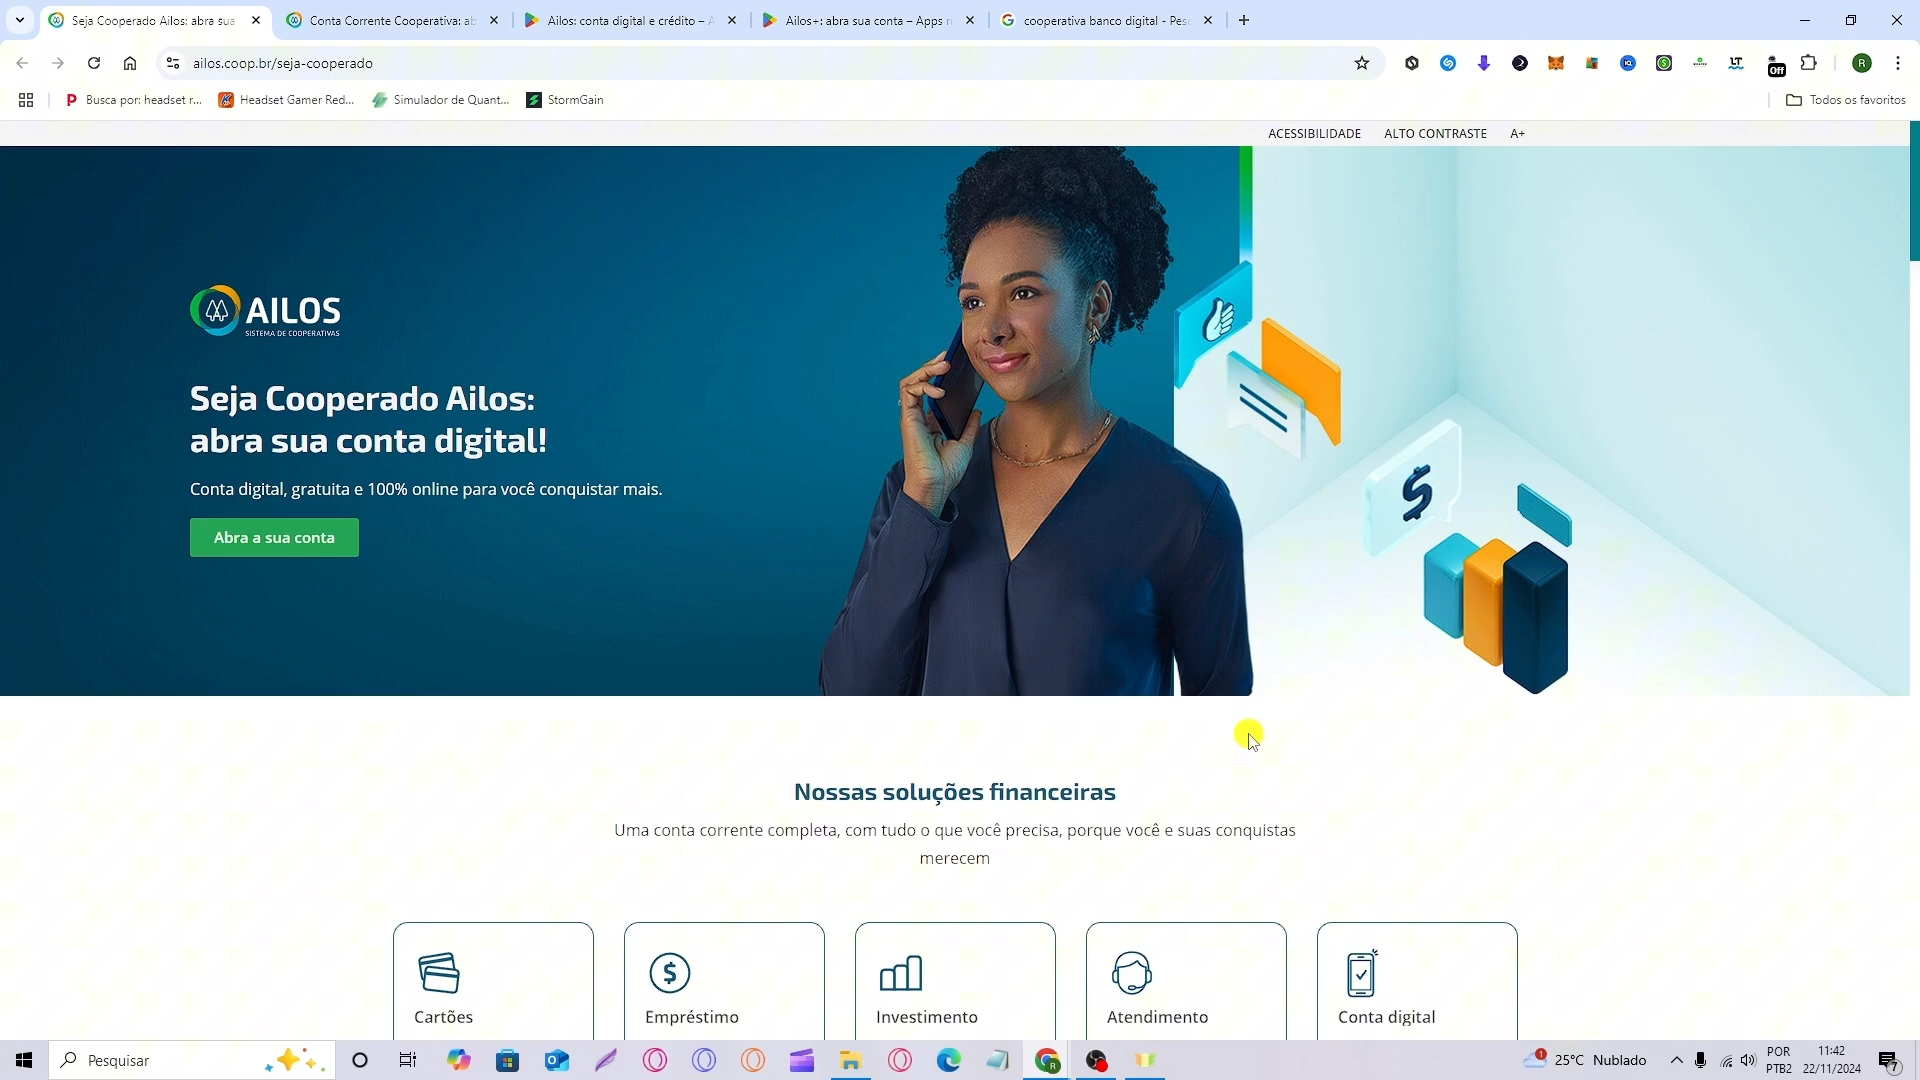 Seja Cooperado Ailos: abra sua
Conta Corrente Cooperativa: ab
Ailos: conta digital e crédito – A
Ailos+: abra sua conta – Apps n
cooperativa banco digital - Pes
ailos.coop.br/seja-cooperado
Off
R
Busca por: headset r...
Headset Gamer Red...
Simulador de Quant...
StormGain
Todos os favoritos
ACESSIBILIDADE
ALTO CONTRASTE
A+
AILOS
SISTEMA DE COOPERATIVAS
Seja Cooperado Ailos:
abra sua conta digital!
Conta digital, gratuita e 100% online para você conquistar mais.
Abra a sua conta
Nossas soluções financeiras
Uma conta corrente completa, com tudo o que você precisa, porque você e suas conquistas
merecem
Cartões
Empréstimo
Investimento
Atendimento
Conta digital
Pesquisar
1
25°C Nublado
POR
PTB2
11:42
22/11/2024
7